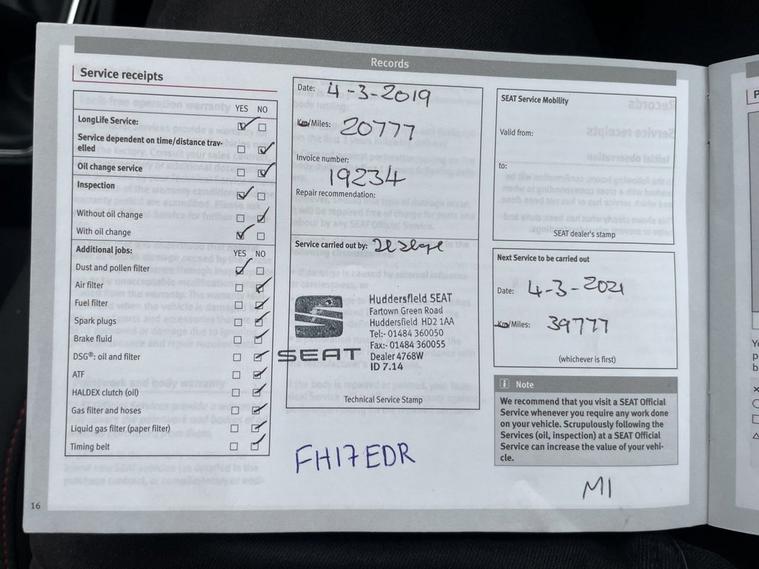 Records
Service receipts
YES NO
LongLife Service:
Service dependent on time/distance trav-
elled
Oil change service
Inspection
Without oil change
With oil change
Additional jobs: YES NO
Dust and pollen filter
Air filter
Fuel filter
Spark plugs
Brake fluid
DSG®: oil and filter
ATF
HALDEX clutch (oil)
Gas filter and hoses
Liquid gas filter (paper filter)
Timing belt
16
Date: 4-3-2019
Km/Miles: 20777
Invoice number:
19234
Repair recommendation:
Service carried out by:
SEAT
Huddersfield SEAT
Fartown Green Road
Huddersfield HD2 1AA
Tel:- 01484 360050
Fax:- 01484 360055
Dealer 4768W
ID 7.14
Technical Service Stamp
FH17EDR
SEAT Service Mobility
Valid from:
to:
SEAT dealer's stamp
Next Service to be carried out
Date: 4-3-2021
Km/Miles: 39777
(whichever is first)
i Note
We recommend that you visit a SEAT Official
Service whenever you require any work done
on your vehicle. Scrupulously following the
Services (oil, inspection) at a SEAT Official
Service can increase the value of your vehi-
cle.
M1